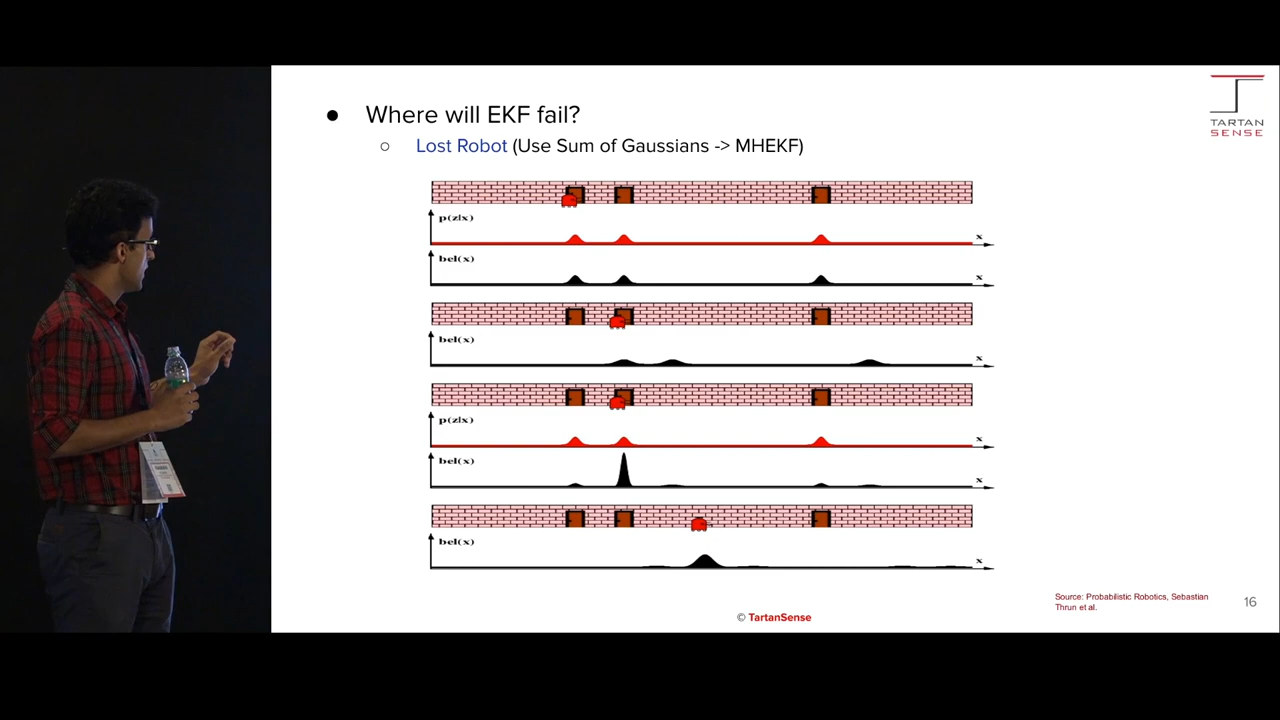 ● Where will EKF fail?
○ Lost Robot (Use Sum of Gaussians -> MHEKF)
TARTAN
SENSE
p(z|x)
x
bel(x)
x
bel(x)
x
p(z|x)
x
bel(x)
x
bel(x)
x
Source: Probabilistic Robotics, Sebastian
Thrun et al.
16
© TartanSense